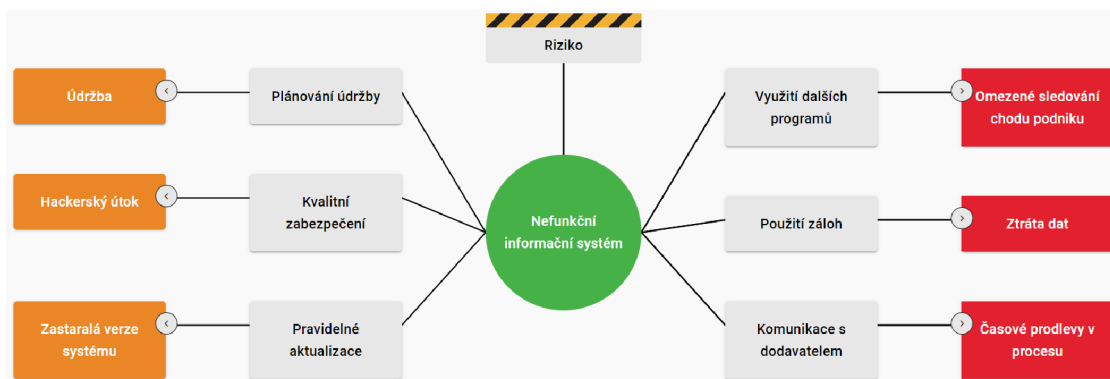 Riziko
Údržba
Plánování údržby
Využití dalších
programů
Omezené sledování
chodu podniku
Hackerský útok
Kvalitní
zabezpečení
Nefunkční
informační systém
Použití záloh
Ztráta dat
Zastaralá verze
systému
Pravidelné
aktualizace
Komunikace s
dodavatelem
Časové prodlevy v
procesu